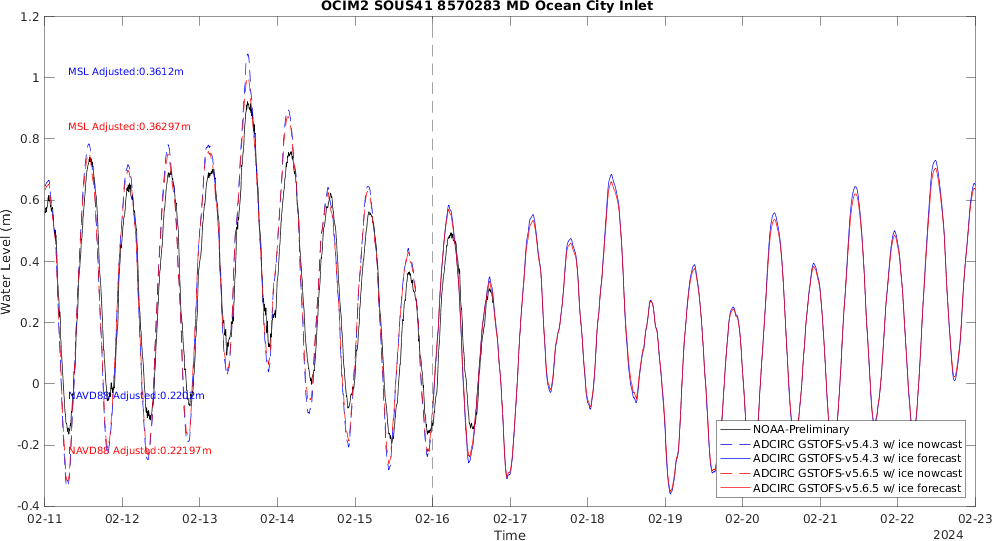 OCIM2 SOUS41 8570283 MD Ocean City Inlet
1.2
1
0.8
0.6
0.4
0.2
0
-0.2
-0.4
Water Level (m)
MSL Adjusted:0.3612m
MSL Adjusted:0.36297m
NAVD88 Adjusted:0.2202m
NAVD88 Adjusted:0.22197m
NOAA-Preliminary
ADCIRC GSTOFS-v5.4.3 w/ ice nowcast
ADCIRC GSTOFS-v5.4.3 w/ ice forecast
ADCIRC GSTOFS-v5.6.5 w/ ice nowcast
ADCIRC GSTOFS-v5.6.5 w/ ice forecast
02-11 02-12 02-13 02-14 02-15 02-16 02-17 02-18 02-19 02-20 02-21 02-22 02-23
Time
2024